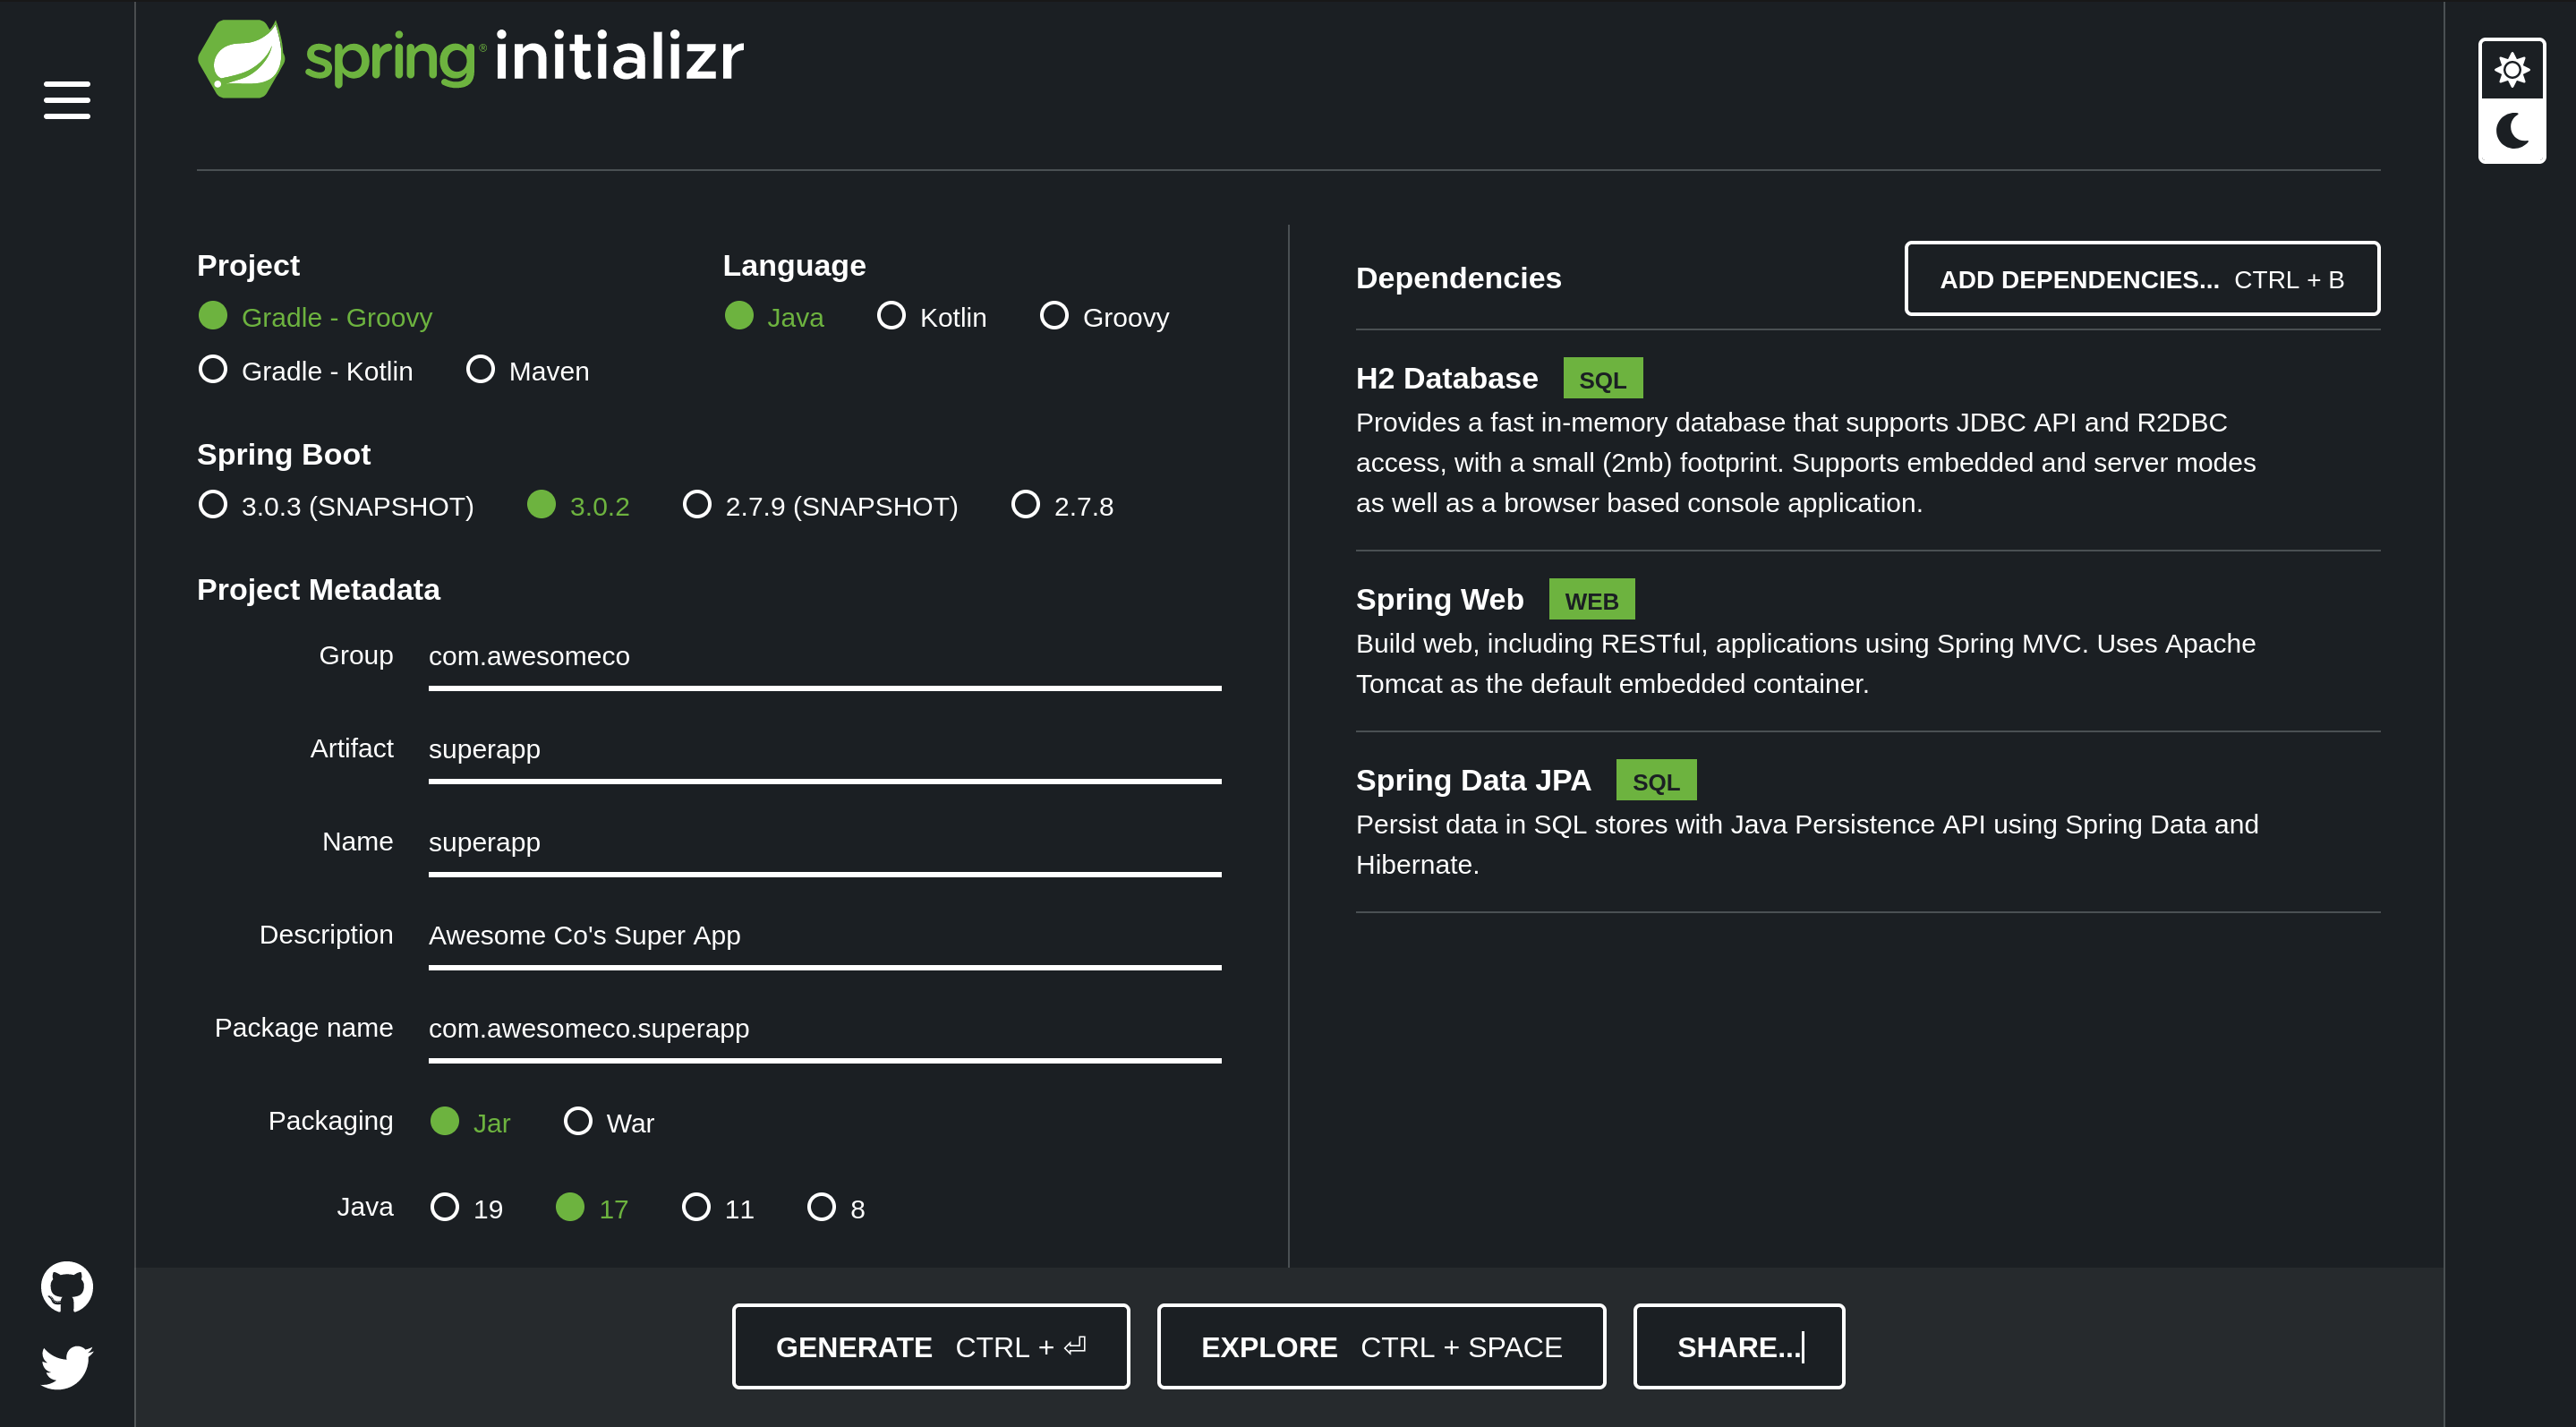 spring® initializr
Project
Gradle - Groovy
Gradle - Kotlin Maven
Language
Java Kotlin Groovy
Spring Boot
3.0.3 (SNAPSHOT) 3.0.2 2.7.9 (SNAPSHOT) 2.7.8
Project Metadata
Group com.awesomeco
Artifact superapp
Name superapp
Description Awesome Co's Super App
Package name com.awesomeco.superapp
Packaging Jar War
Java 19 17 11 8
Dependencies ADD DEPENDENCIES... CTRL + B
H2 Database SQL
Provides a fast in-memory database that supports JDBC API and R2DBC
access, with a small (2mb) footprint. Supports embedded and server modes
as well as a browser based console application.
Spring Web WEB
Build web, including RESTful, applications using Spring MVC. Uses Apache
Tomcat as the default embedded container.
Spring Data JPA SQL
Persist data in SQL stores with Java Persistence API using Spring Data and
Hibernate.
GENERATE CTRL + ⏎ EXPLORE CTRL + SPACE SHARE...